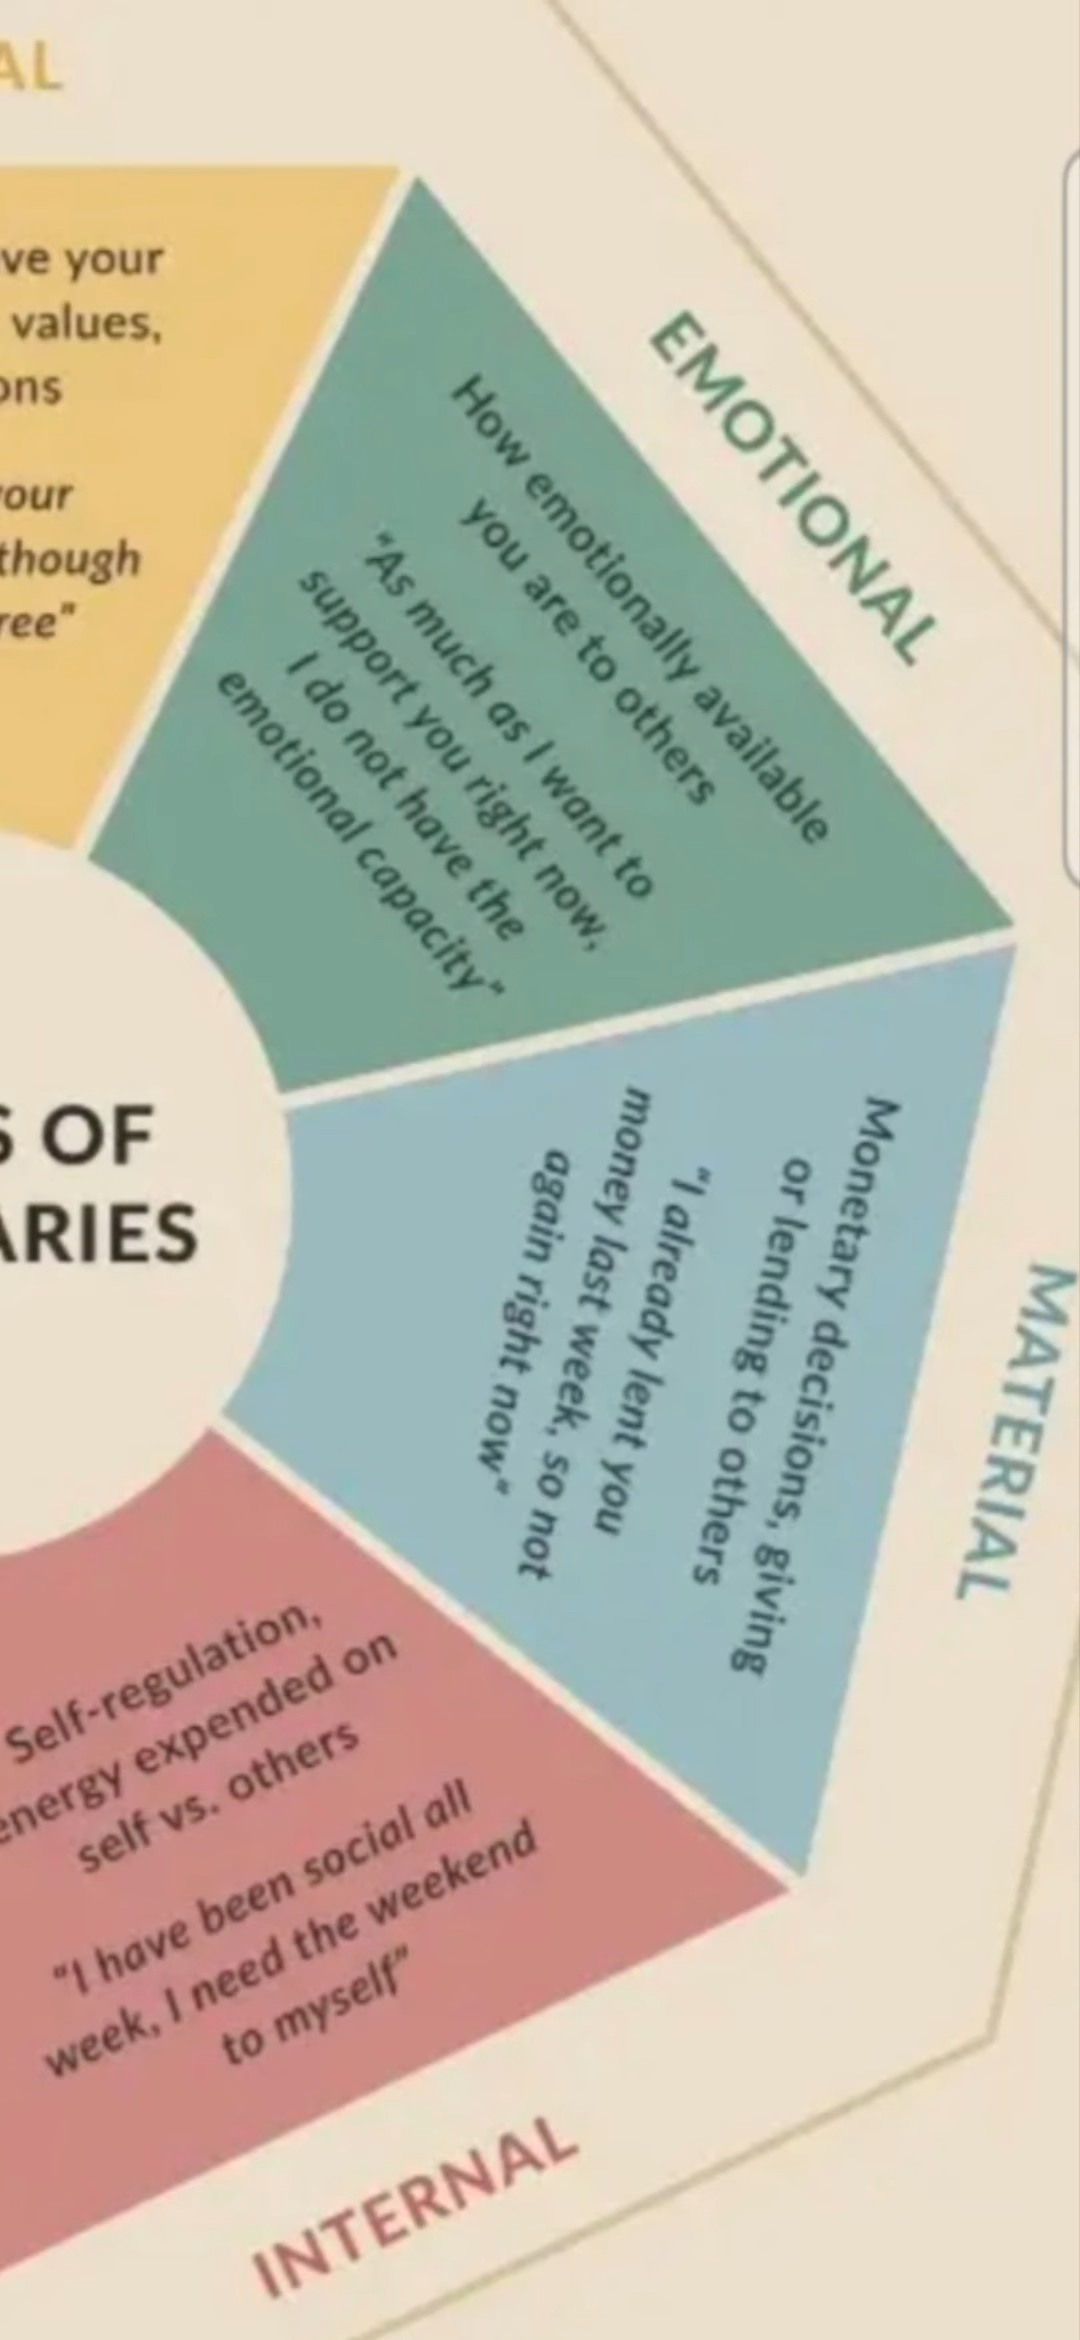 AL
ve your
values,
ons
your
though
ree"
EMOTIONAL
How emotionally available
you are to others
"As much as I want to
support you right now,
I do not have the
emotional capacity"
S OF
ARIES
MATERIAL
Monetary decisions, giving
or lending to others
"I already lent you
money last week, so not
again right now"
Self-regulation,
energy expended on
self vs. others
"I have been social all
week, I need the weekend
to myself"
INTERNAL